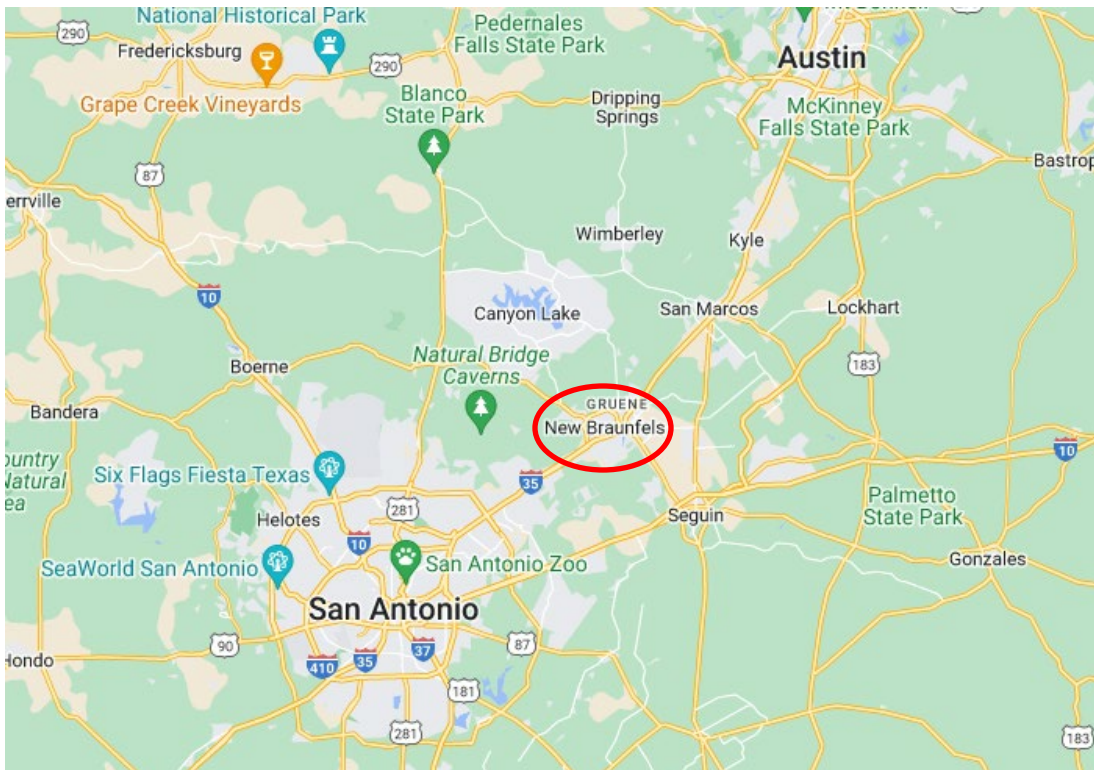 National Historical Park
290
Fredericksburg
Grape Creek Vineyards
290
Pedernales
Falls State Park
Austin
Blanco
State Park
Dripping
Springs
McKinney
Falls State Park
Bastrop
87
errville
Wimberley
Kyle
10
Canyon Lake
San Marcos
Lockhart
Natural Bridge
Caverns
Boerne
183
Bandera
GRUENE
New Braunfels
10
Natural
Six Flags Fiesta Texas
35
281
Helotes
Seguin
Palmetto
State Park
10
SeaWorld San Antonio
San Antonio Zoo
Gonzales
San Antonio
90
87
Hondo
410
35
37
181
281
183